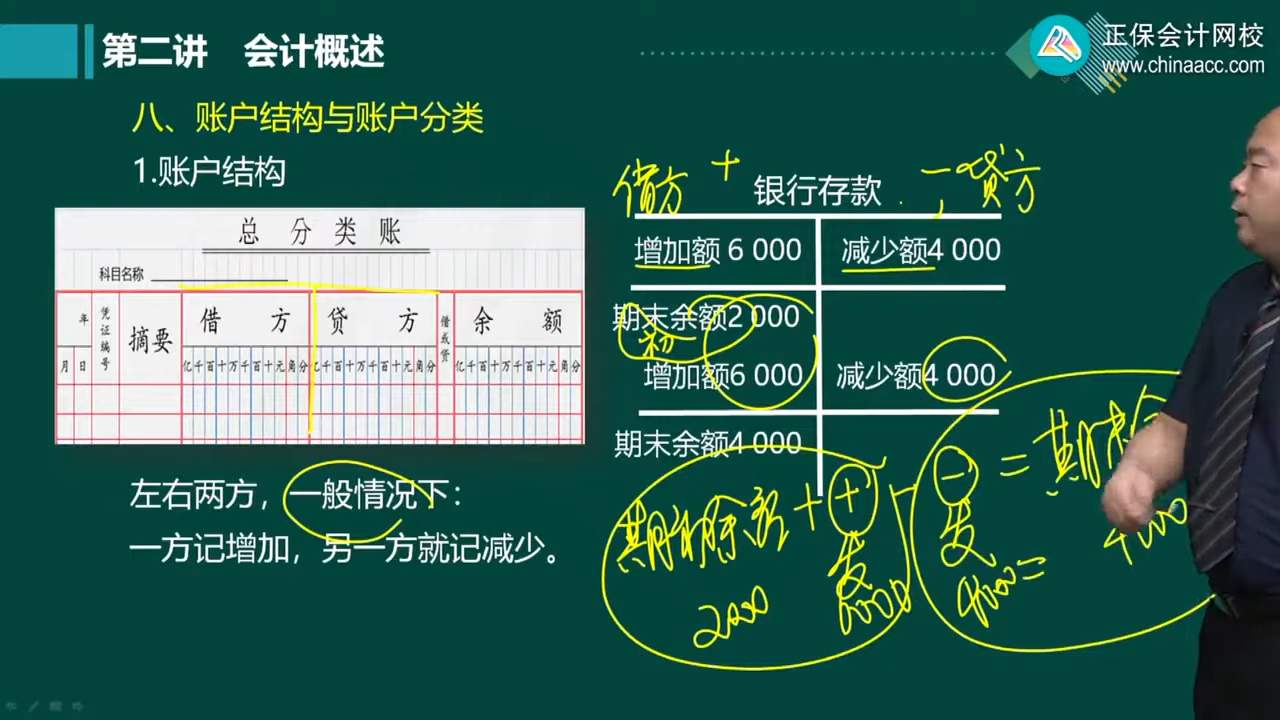 第二讲 会计概述
正保会计网校
www.chinaacc.com
八、账户结构与账户分类
1.账户结构
总 分 类 账
科目名称
年 凭证编号 摘要 借 方 贷 方 借或贷 余 额
月 日 亿千百十万千百十元角分 亿千百十万千百十元角分 亿千百十万千百十元角分
左右两方，一般情况下：
一方记增加，另一方就记减少。
借方 + 银行存款 - 贷方
增加额 6 000 减少额4 000
期末余额2 000
初
增加额6 000 减少额4 000
期末余额4 000
期初余额 + + - = 期末余
发 发
2000 6000 4000= 4000